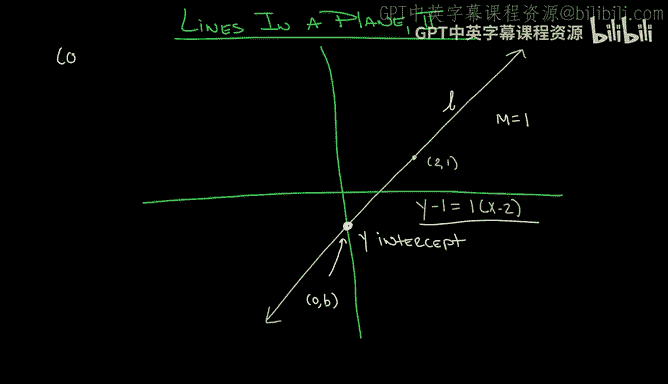 LINES IN A PLANE, II
GPT中英字幕课程资源@bilibili.com
GPT中英字幕课程资源 bilibili
(0
l
M=1
(2,1)
Y-1=1(X-2)
Y INTERCEPT
(0,b)